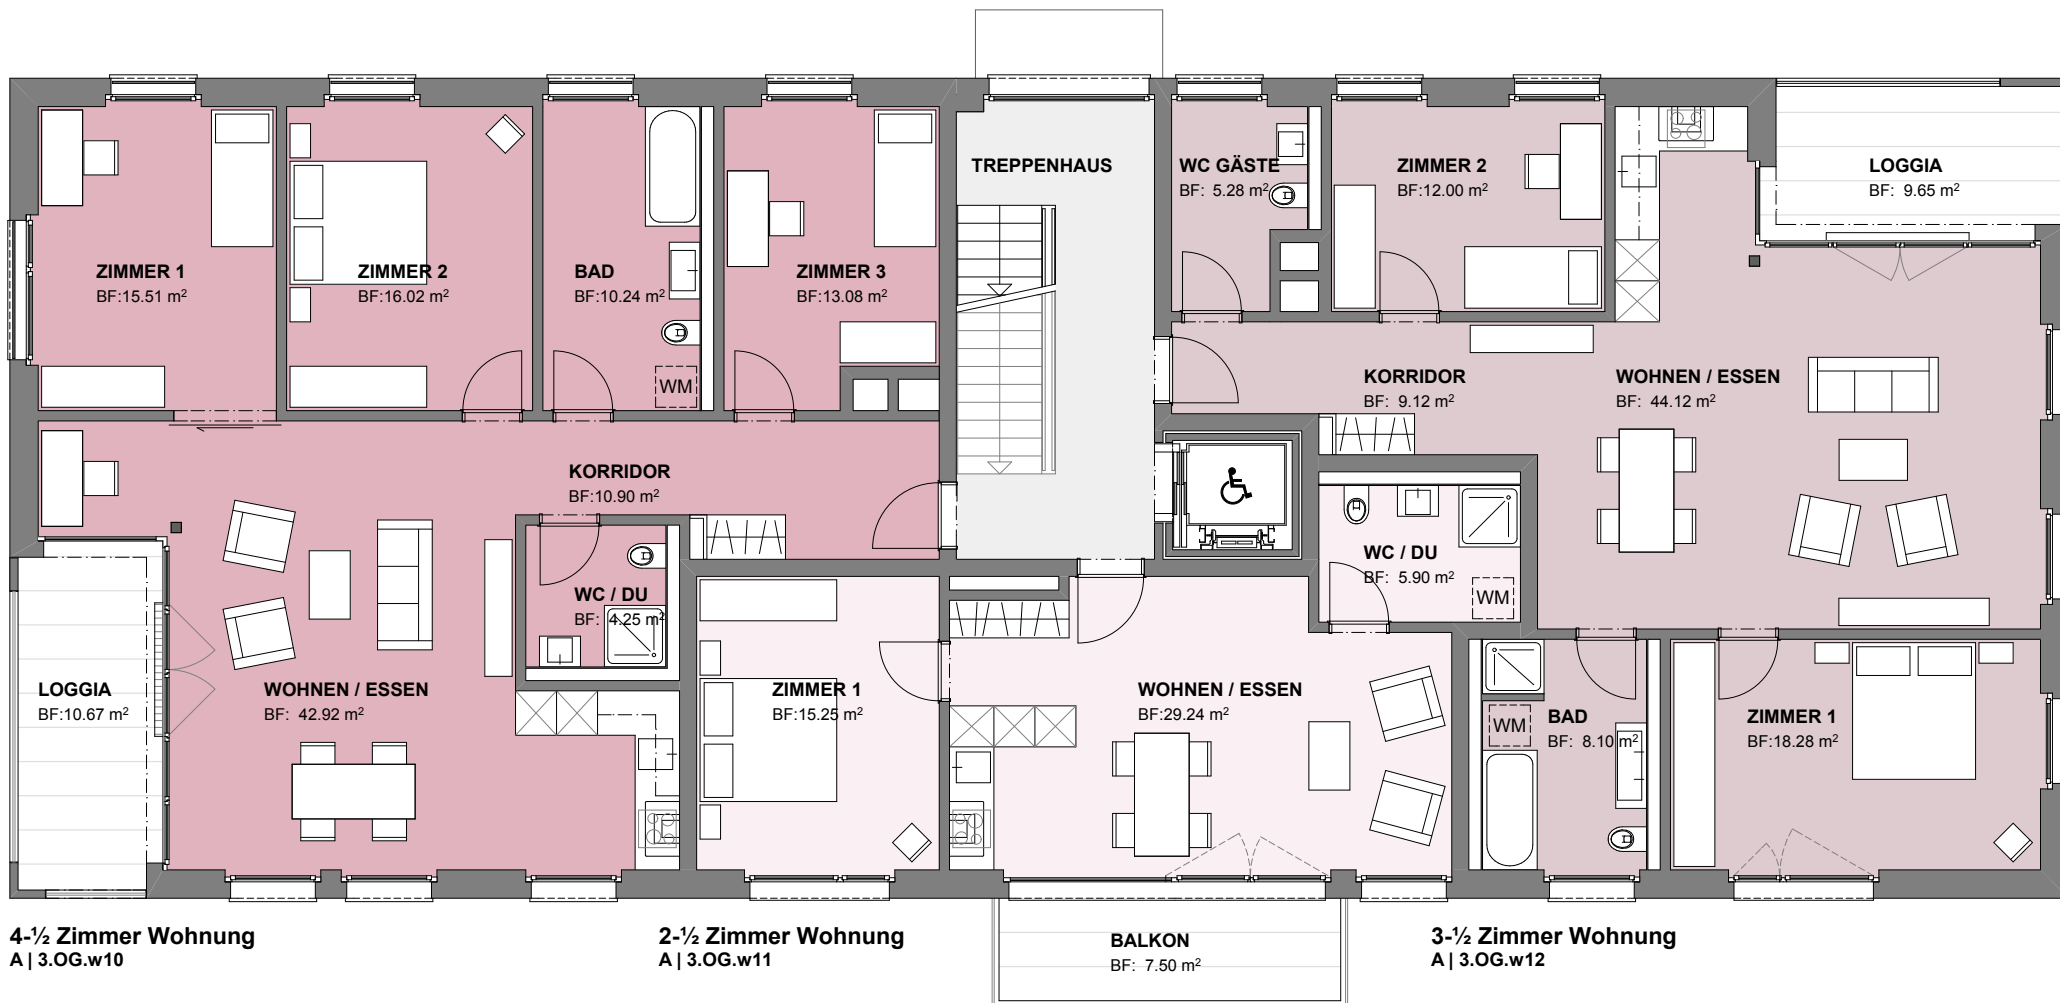 TREPPENHAUS
WC GÄSTE
BF: 5.28 m²
ZIMMER 2
BF:12.00 m²
LOGGIA
BF: 9.65 m²
ZIMMER 1
BF:15.51 m²
ZIMMER 2
BF:16.02 m²
BAD
BF:10.24 m²
ZIMMER 3
BF:13.08 m²
WM
KORRIDOR
BF: 9.12 m²
WOHNEN / ESSEN
BF: 44.12 m²
KORRIDOR
BF:10.90 m²
WC / DU
BF: 5.90 m²
WM
WC / DU
BF: 4.25 m²
LOGGIA
BF:10.67 m²
WOHNEN / ESSEN
BF: 42.92 m²
ZIMMER 1
BF:15.25 m²
WOHNEN / ESSEN
BF:29.24 m²
WM
BAD
BF: 8.10 m²
ZIMMER 1
BF:18.28 m²
4-½ Zimmer Wohnung
A | 3.OG.w10
2-½ Zimmer Wohnung
A | 3.OG.w11
BALKON
BF: 7.50 m²
3-½ Zimmer Wohnung
A | 3.OG.w12